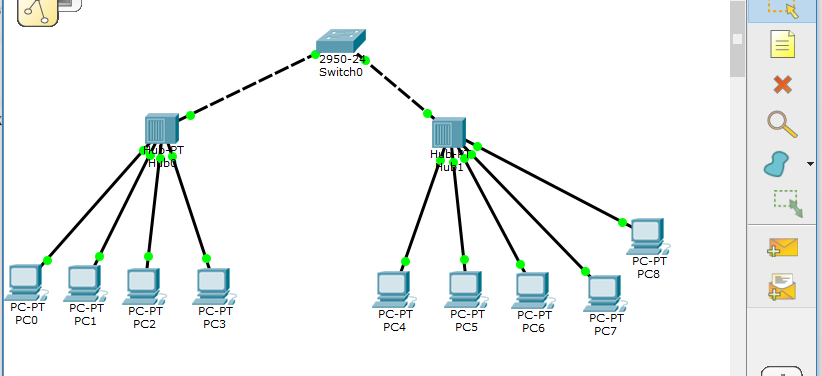 2950-24
Switch0
Hub-PT
Hub0
Hub-PT
Hub1
PC-PT
PC8
PC-PT
PC0
PC-PT
PC1
PC-PT
PC2
PC-PT
PC3
PC-PT
PC4
PC-PT
PC5
PC-PT
PC6
PC-PT
PC7